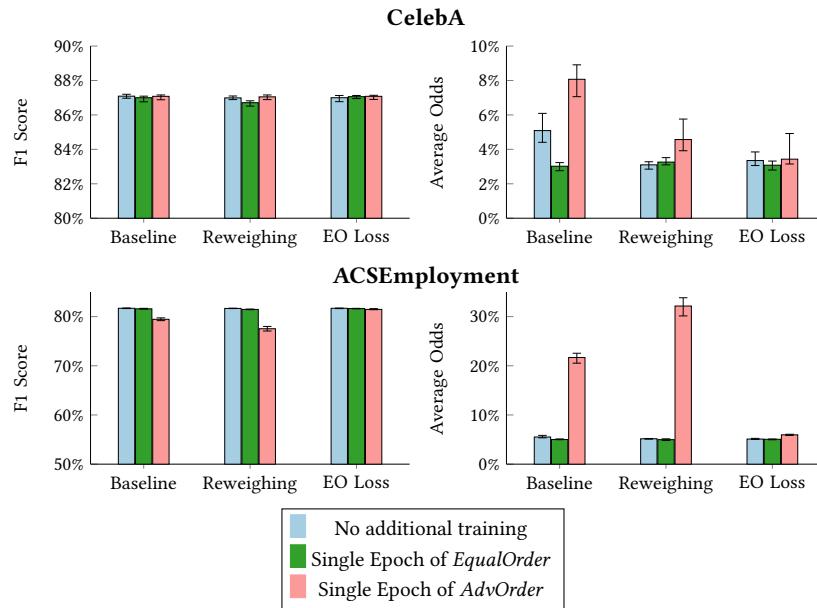 CelebA
F1 Score
90%
88%
86%
84%
82%
80%
Baseline
Reweighing
EO Loss
Average Odds
10%
8%
6%
4%
2%
0%
Baseline
Reweighing
EO Loss
ACSEmployment
F1 Score
80%
70%
60%
50%
Baseline
Reweighing
EO Loss
Average Odds
30%
20%
10%
0%
Baseline
Reweighing
EO Loss
No additional training
Single Epoch of EqualOrder
Single Epoch of AdvOrder